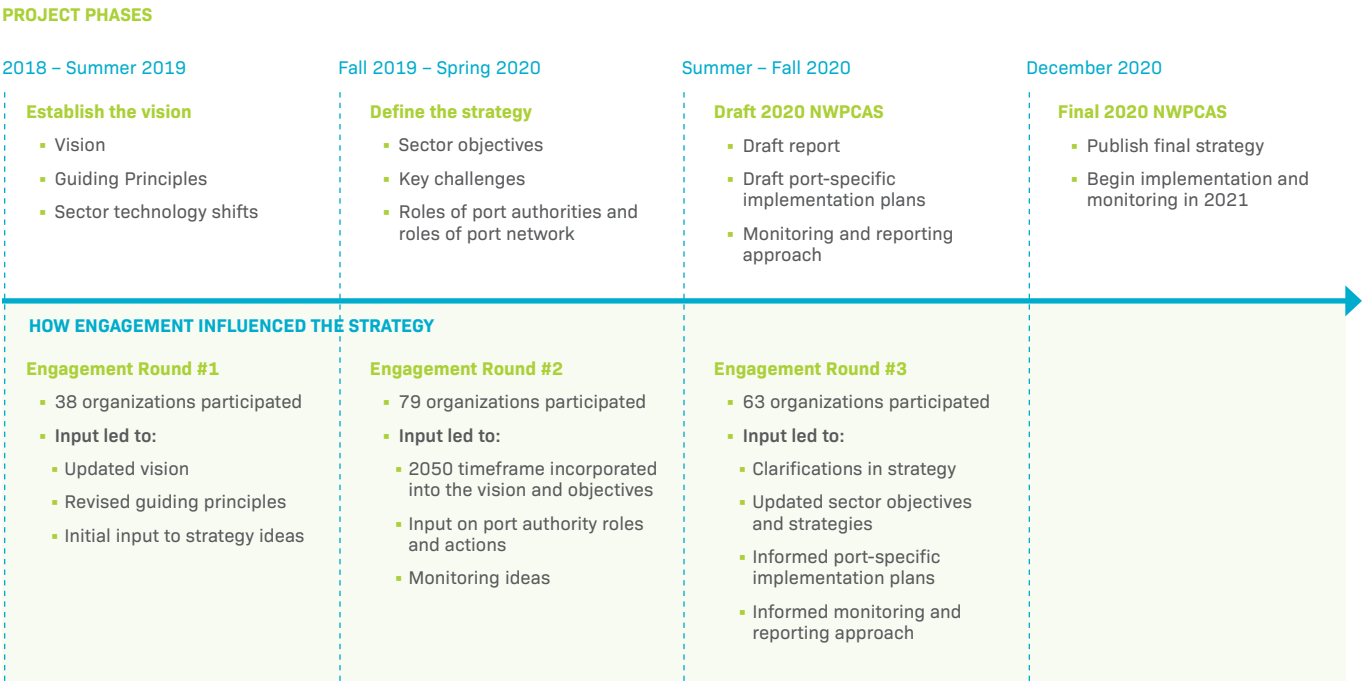 PROJECT PHASES
2018 – Summer 2019
Establish the vision
▪ Vision
▪ Guiding Principles
▪ Sector technology shifts
Fall 2019 – Spring 2020
Define the strategy
▪ Sector objectives
▪ Key challenges
▪ Roles of port authorities and
roles of port network
Summer – Fall 2020
Draft 2020 NWPCAS
▪ Draft report
▪ Draft port-specific
implementation plans
▪ Monitoring and reporting
approach
December 2020
Final 2020 NWPCAS
▪ Publish final strategy
▪ Begin implementation and
monitoring in 2021
HOW ENGAGEMENT INFLUENCED THE STRATEGY
Engagement Round #1
▪ 38 organizations participated
▪ Input led to:
▪ Updated vision
▪ Revised guiding principles
▪ Initial input to strategy ideas
Engagement Round #2
▪ 79 organizations participated
▪ Input led to:
▪ 2050 timeframe incorporated
into the vision and objectives
▪ Input on port authority roles
and actions
▪ Monitoring ideas
Engagement Round #3
▪ 63 organizations participated
▪ Input led to:
▪ Clarifications in strategy
▪ Updated sector objectives
and strategies
▪ Informed port-specific
implementation plans
▪ Informed monitoring and
reporting approach